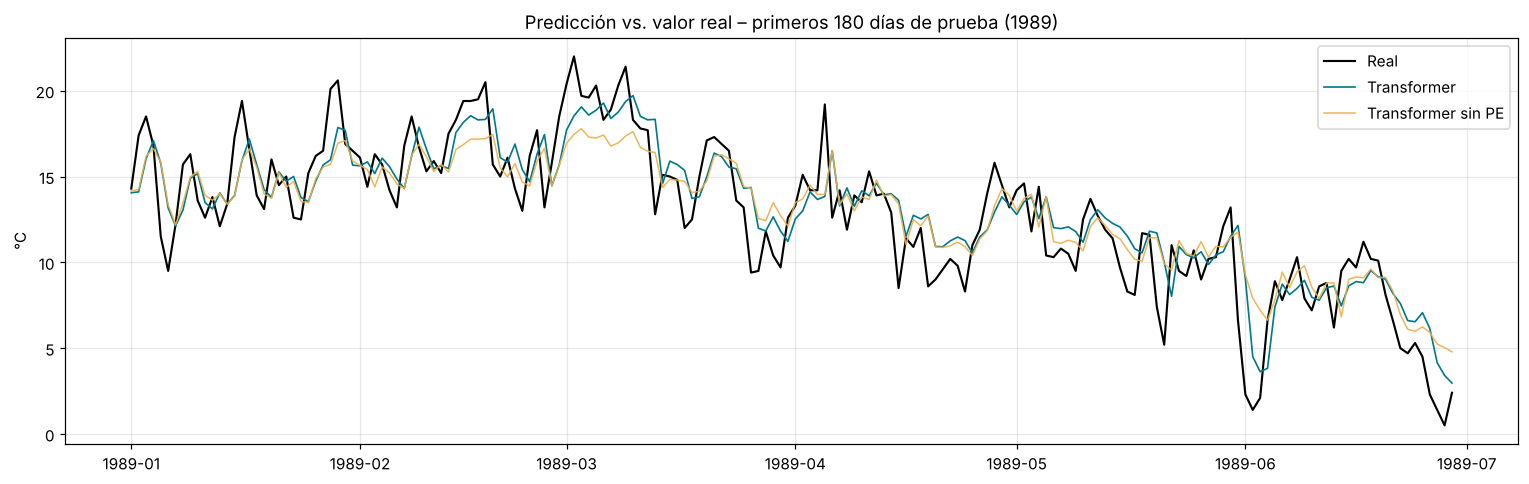 Predicción vs. valor real – primeros 180 días de prueba (1989)
Real
Transformer
Transformer sin PE
°C
20
15
10
5
0
1989-01 1989-02 1989-03 1989-04 1989-05 1989-06 1989-07